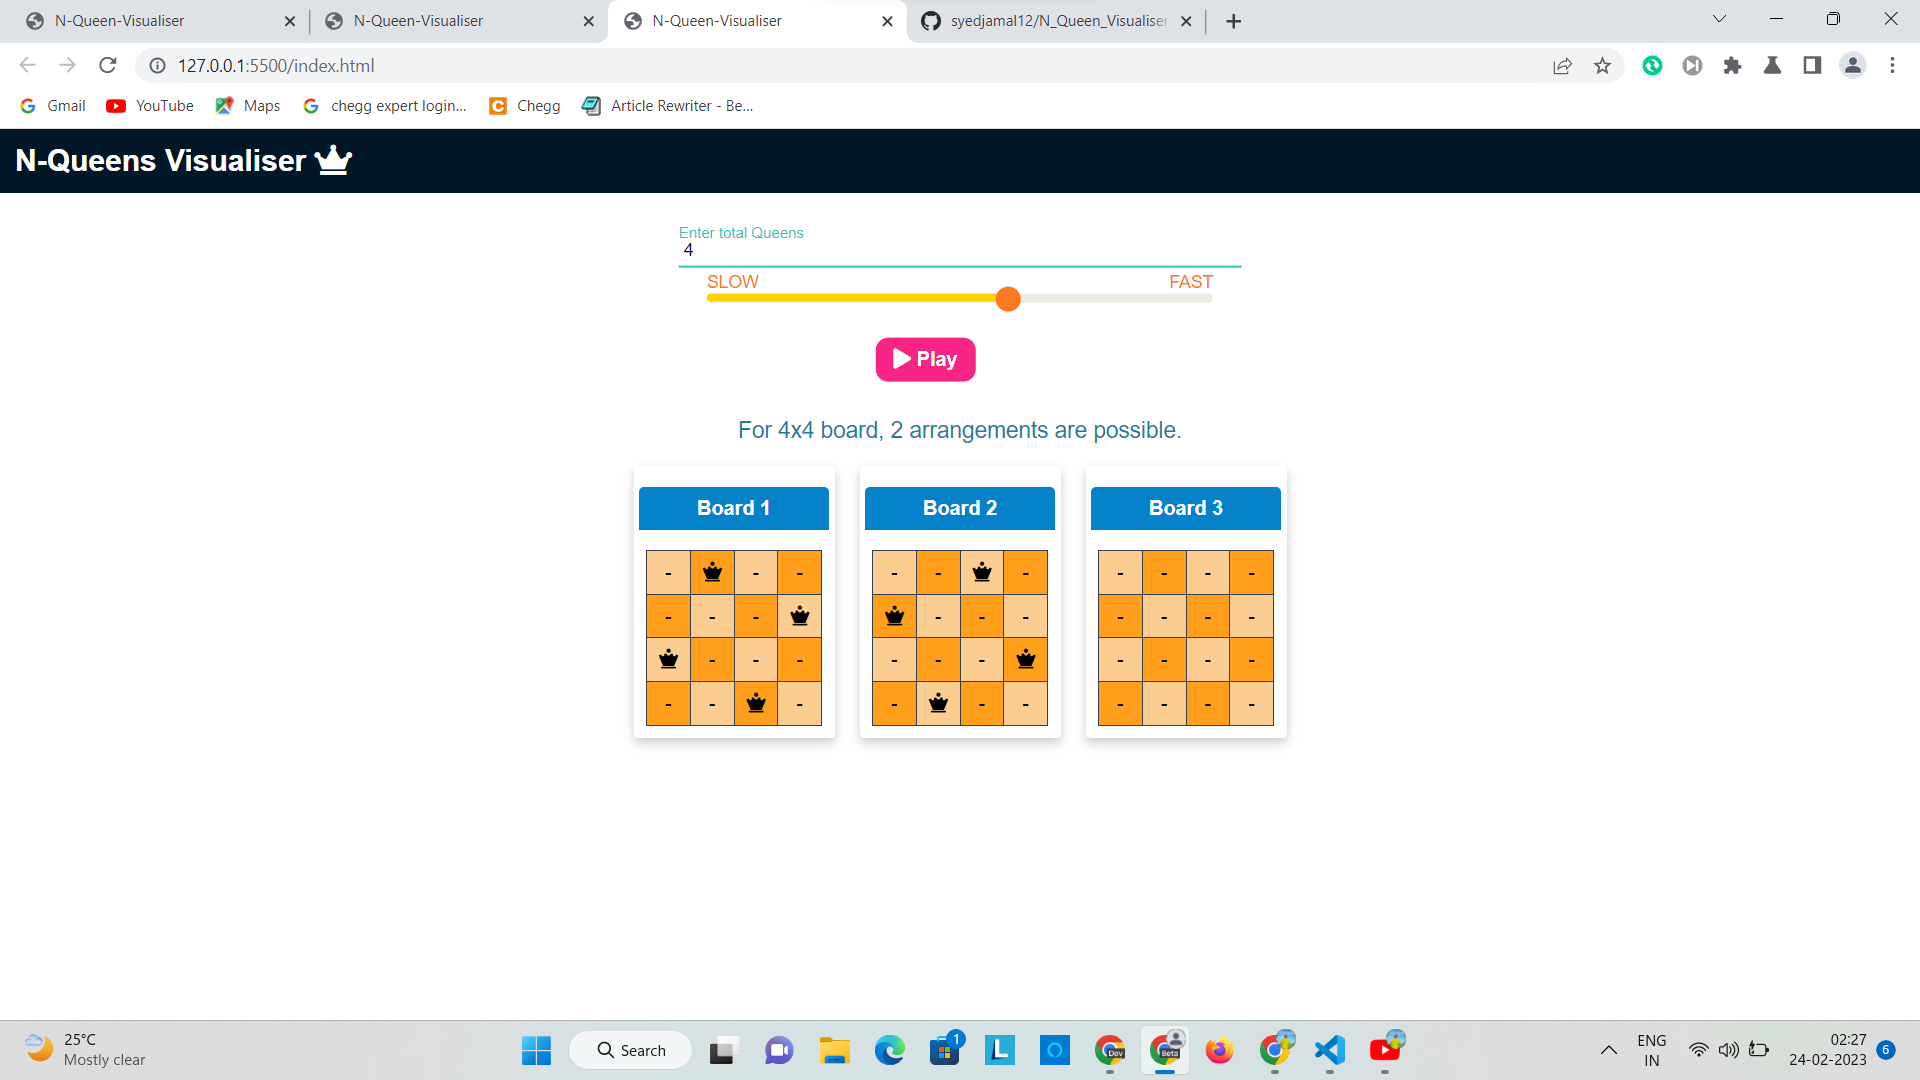 N-Queen-Visualiser
N-Queen-Visualiser
N-Queen-Visualiser
syedjamal12/N_Queen_Visualiser
127.0.0.1:5500/index.html
Gmail
YouTube
Maps
chegg expert login...
Chegg
Article Rewriter - Be...
N-Queens Visualiser
Enter total Queens
4
SLOW FAST
Play
For 4x4 board, 2 arrangements are possible.
Board 1
- - -
- - -
- - -
- - -
Board 2
- - -
- - -
- - -
- - -
Board 3
- - - -
- - - -
- - - -
- - - -
25°C
Mostly clear
Search
1
L
Dev
Beta
ENG
IN
02:27
24-02-2023
6